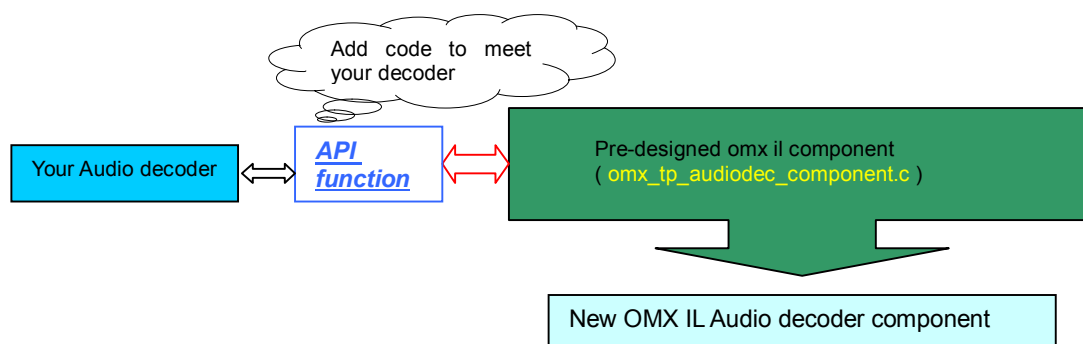 Add code to meet
your decoder
Your Audio decoder
API
function
Pre-designed omx il component
( omx_tp_audiodec_component.c )
New OMX IL Audio decoder component